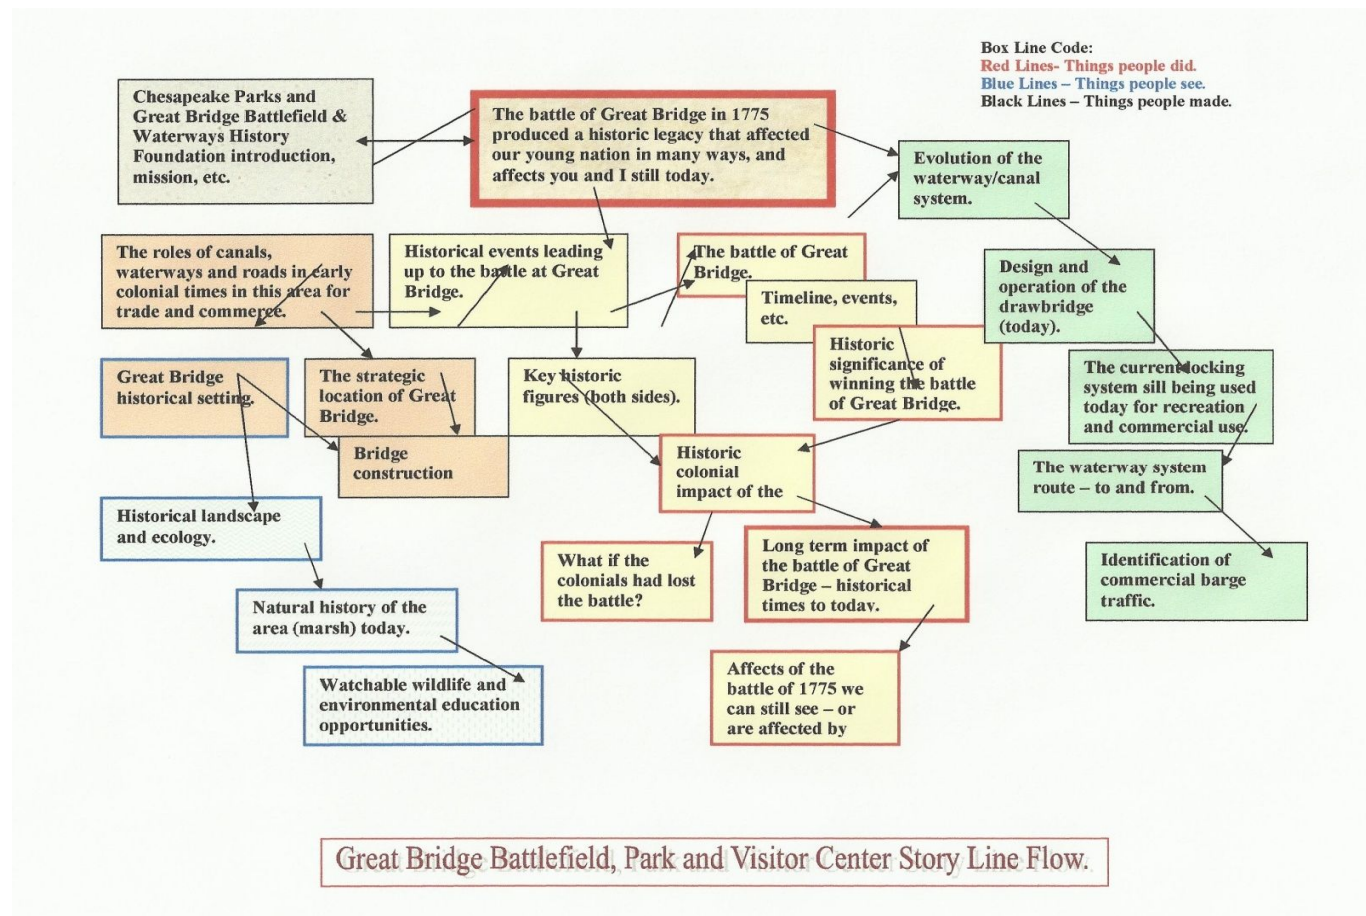 Box Line Code:
Red Lines- Things people did.
Blue Lines – Things people see.
Black Lines – Things people made.
Chesapeake Parks and
Great Bridge Battlefield &
Waterways History
Foundation introduction,
mission, etc.
The battle of Great Bridge in 1775
produced a historic legacy that affected
our young nation in many ways, and
affects you and I still today.
Evolution of the
waterway/canal
system.
The roles of canals,
waterways and roads in early
colonial times in this area for
trade and commerce.
Historical events leading
up to the battle at Great
Bridge.
The battle of Great
Bridge.
Timeline, events,
etc.
Historic
significance of
winning the battle
of Great Bridge.
Design and
operation of the
drawbridge
(today).
The current locking
system sill being used
today for recreation
and commercial use.
Great Bridge
historical setting.
The strategic
location of Great
Bridge.
Key historic
figures (both sides).
Bridge
construction
Historic
colonial
impact of the
The waterway system
route – to and from.
Historical landscape
and ecology.
What if the
colonials had lost
the battle?
Long term impact of
the battle of Great
Bridge – historical
times to today.
Identification of
commercial barge
traffic.
Natural history of the
area (marsh) today.
Watchable wildlife and
environmental education
opportunities.
Affects of the
battle of 1775 we
can still see – or
are affected by
Great Bridge Battlefield, Park and Visitor Center Story Line Flow.